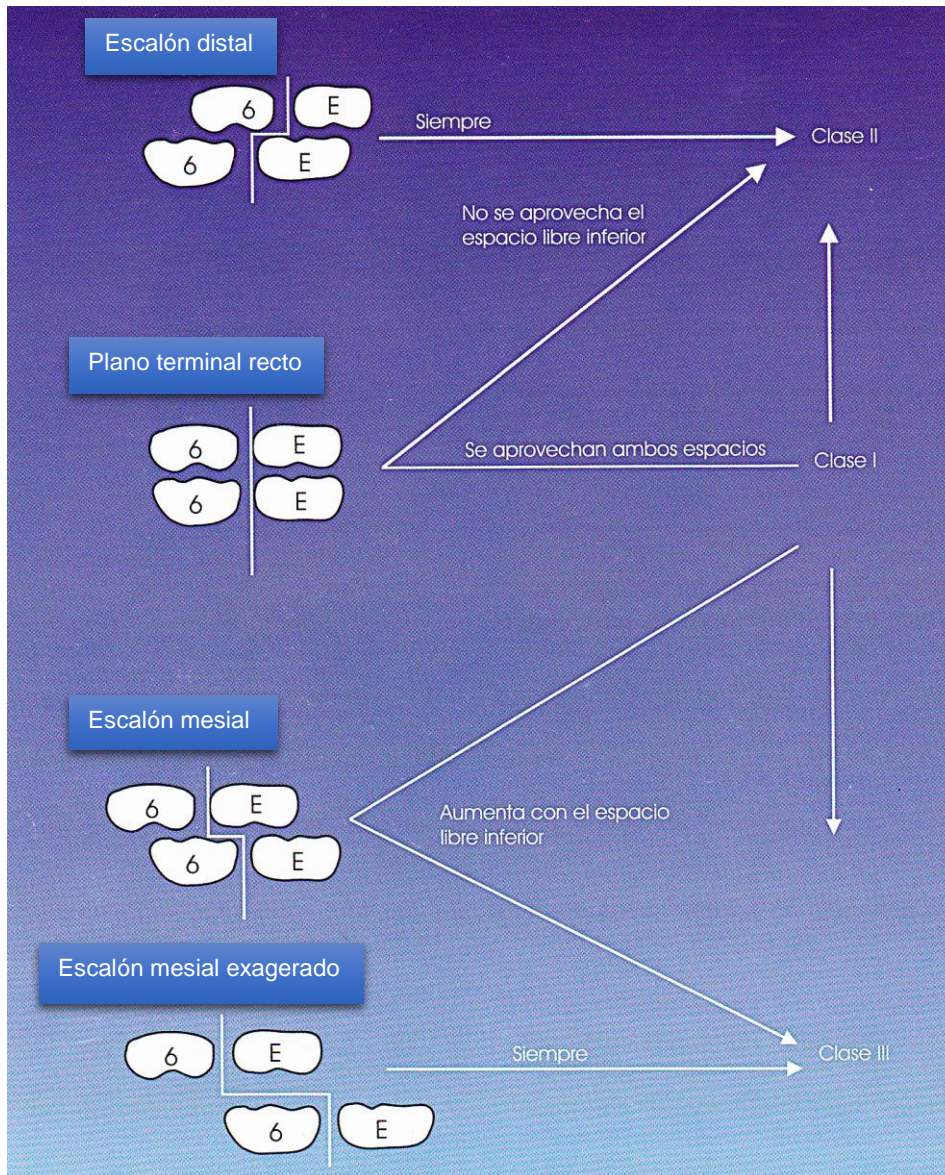 Escalón distal
6 E
6 E
Siempre
Clase II
No se aprovecha el
espacio libre inferior
Plano terminal recto
6 E
6 E
Se aprovechan ambos espacios
Clase I
Escalón mesial
6 E
6 E
Aumenta con el espacio
libre inferior
Escalón mesial exagerado
6 E
6 E
Siempre
Clase III